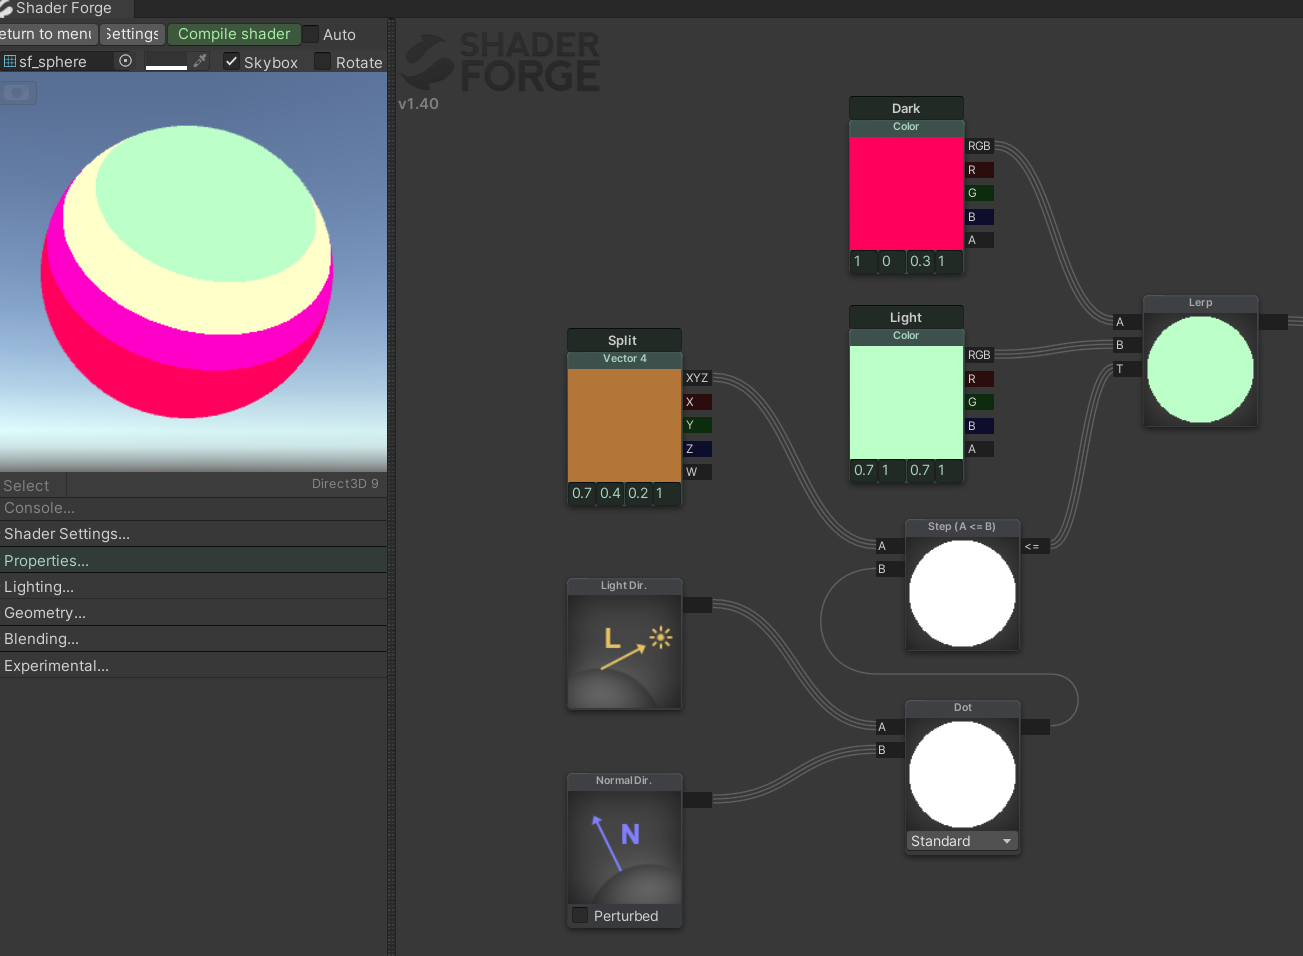 Shader Forge
eturn to menu
Settings
Compile shader
Auto
sf_sphere
Skybox
Rotate
SHADER
FORGE
v1.40
Select
Direct3D 9
Console...
Shader Settings...
Properties...
Lighting...
Geometry...
Blending...
Experimental...
Dark
Color
RGB
R
G
B
A
1 0 0.3 1
Light
Color
RGB
R
G
B
A
0.7 1 0.7 1
Lerp
A
B
T
Split
Vector 4
XYZ
X
Y
Z
W
0.7 0.4 0.2 1
Step (A <= B)
A
B
<=
Light Dir.
L
Dot
A
B
Standard
Normal Dir.
N
Perturbed